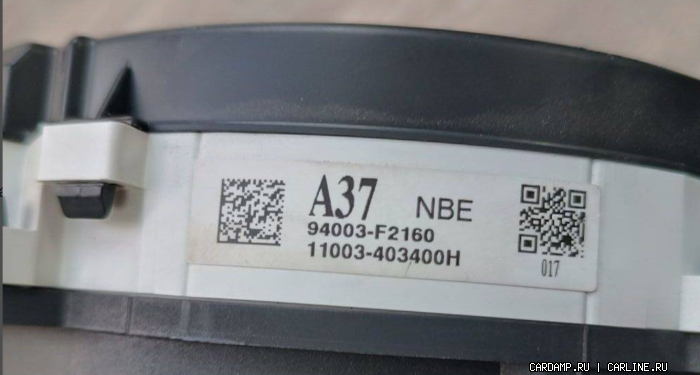 A37 NBE
94003-F2160
11003-403400H
017
CARDAMP.RU | CARLINE.RU